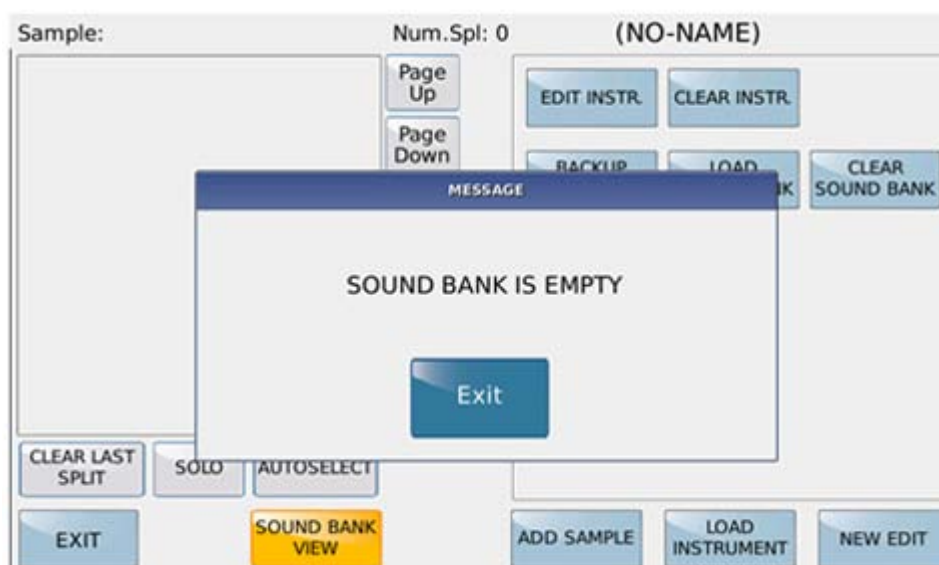 Sample:
Num.Spl: 0
(NO-NAME)
Page
Up
EDIT INSTR.
CLEAR INSTR.
Page
Down
BACKUP
LOAD
CLEAR
SOUND BANK
MESSAGE
SOUND BANK IS EMPTY
Exit
CLEAR LAST
SPLIT
SOLO
AUTOSELECT
EXIT
SOUND BANK
VIEW
ADD SAMPLE
LOAD
INSTRUMENT
NEW EDIT